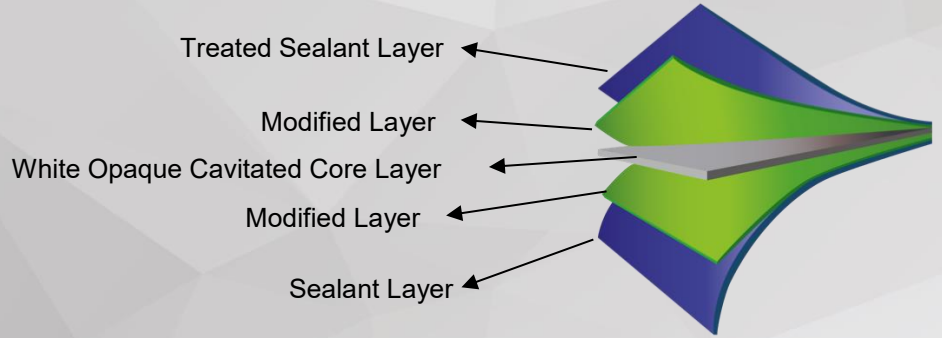 Treated Sealant Layer
Modified Layer
White Opaque Cavitated Core Layer
Modified Layer
Sealant Layer